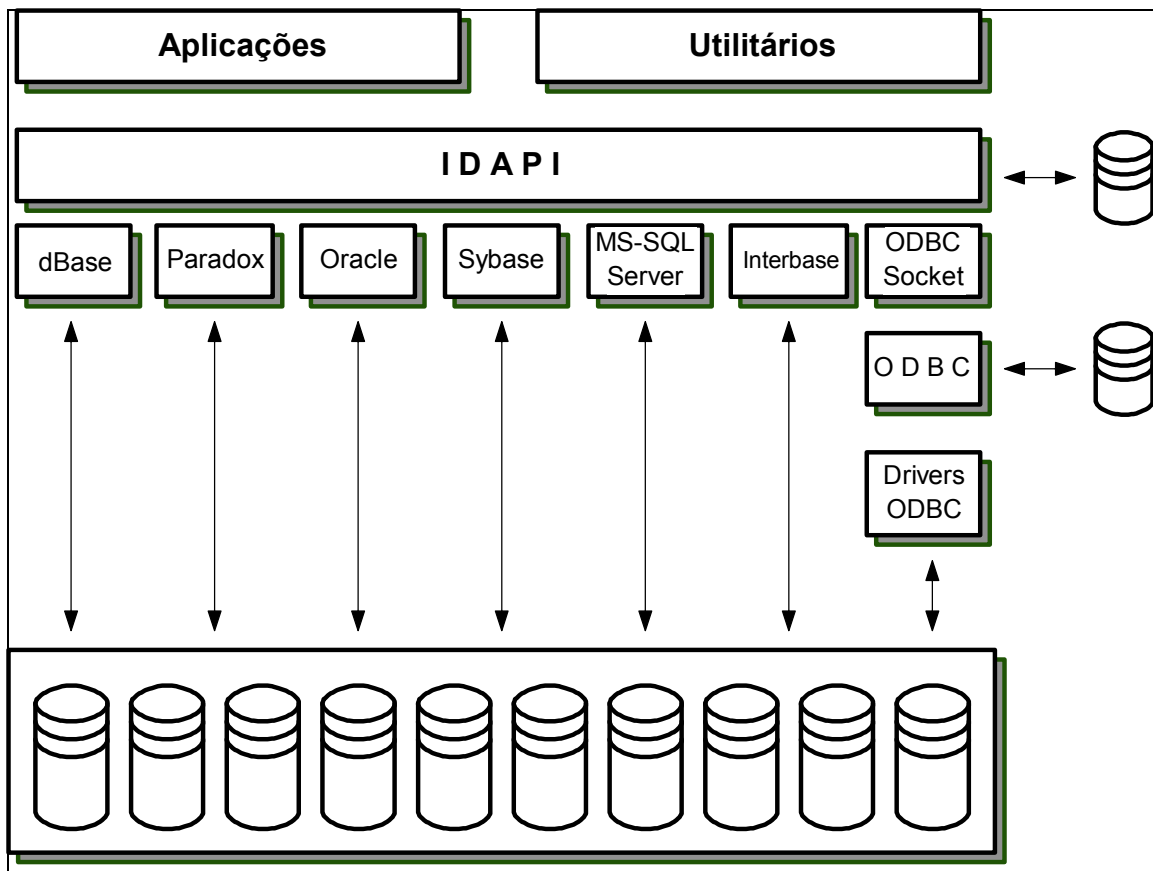 Aplicações
Utilitários
I D A P I
dBase
Paradox
Oracle
Sybase
MS-SQL
Server
Interbase
ODBC
Socket
O D B C
Drivers
ODBC